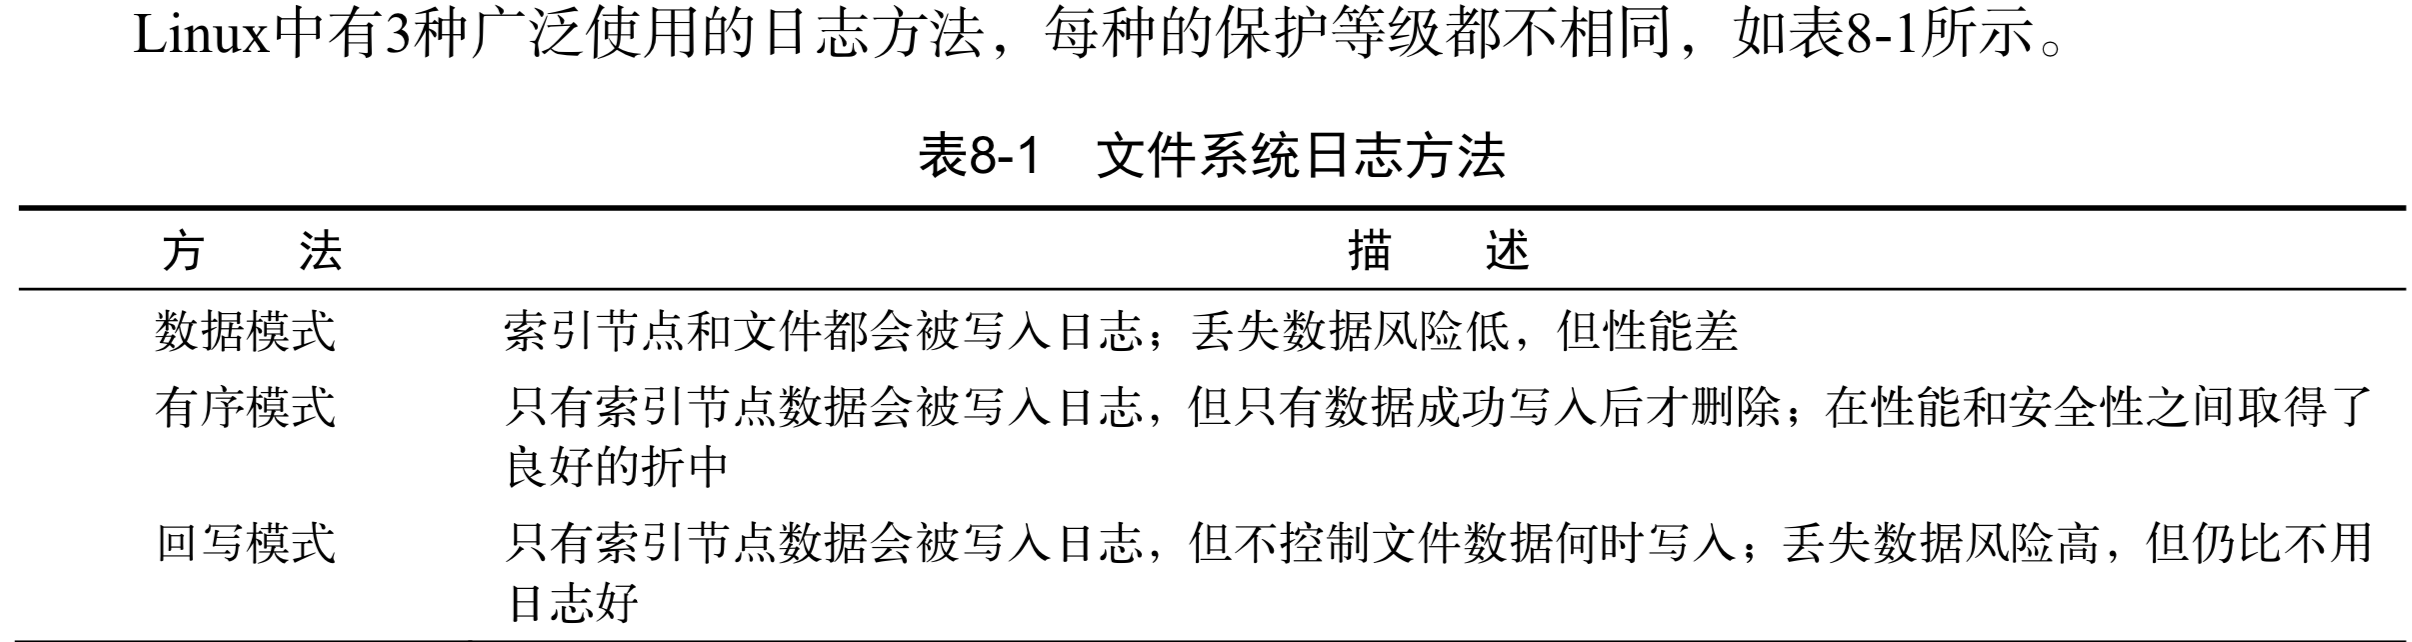 Linux中有3种广泛使用的日志方法，每种的保护等级都不相同，如表8-1所示。
表8-1 文件系统日志方法
方 法 描 述
数据模式 索引节点和文件都会被写入日志；丢失数据风险低，但性能差
有序模式 只有索引节点数据会被写入日志，但只有数据成功写入后才删除；在性能和安全性之间取得了
良好的折中
回写模式 只有索引节点数据会被写入日志，但不控制文件数据何时写入；丢失数据风险高，但仍比不用
日志好